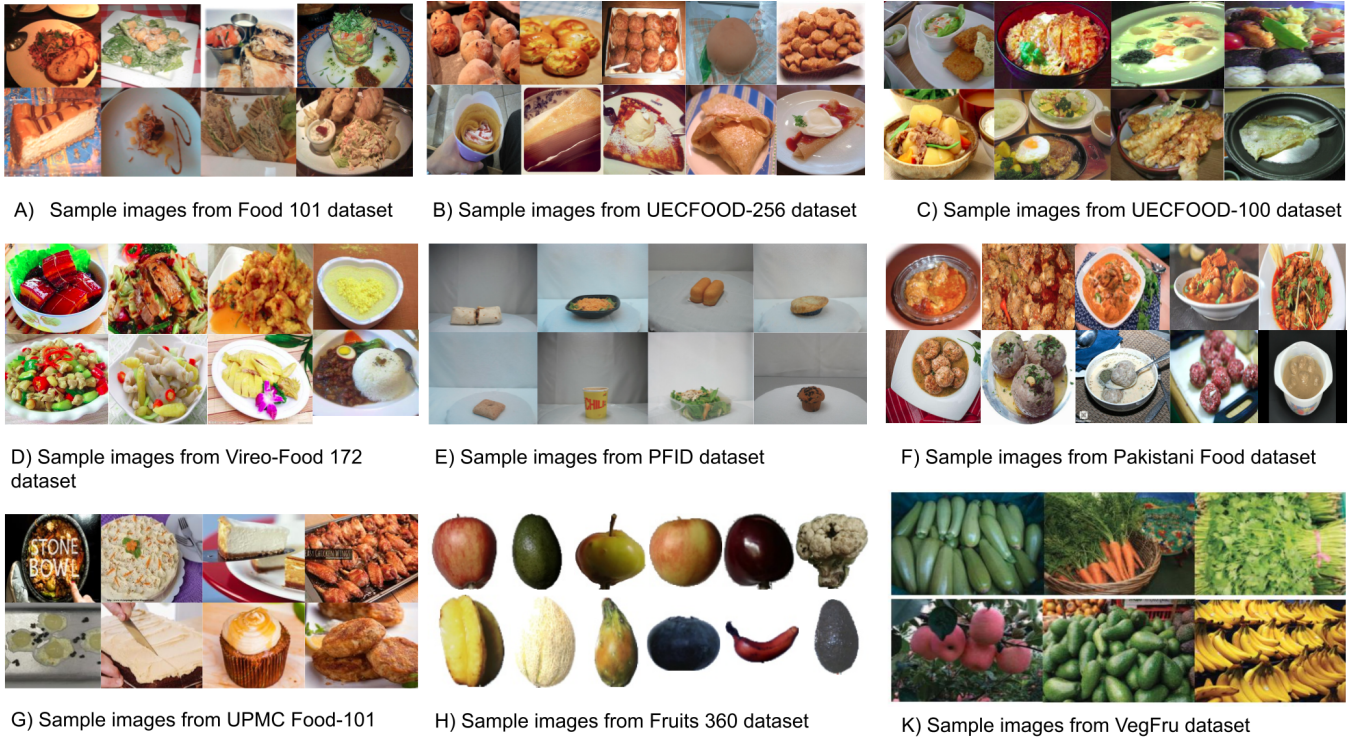 A) Sample images from Food 101 dataset
B) Sample images from UECFOOD-256 dataset
C) Sample images from UECFOOD-100 dataset
CHILI
D) Sample images from Vireo-Food 172
dataset
E) Sample images from PFID dataset
F) Sample images from Pakistani Food dataset
STONE
BOWL
G) Sample images from UPMC Food-101
H) Sample images from Fruits 360 dataset
K) Sample images from VegFru dataset